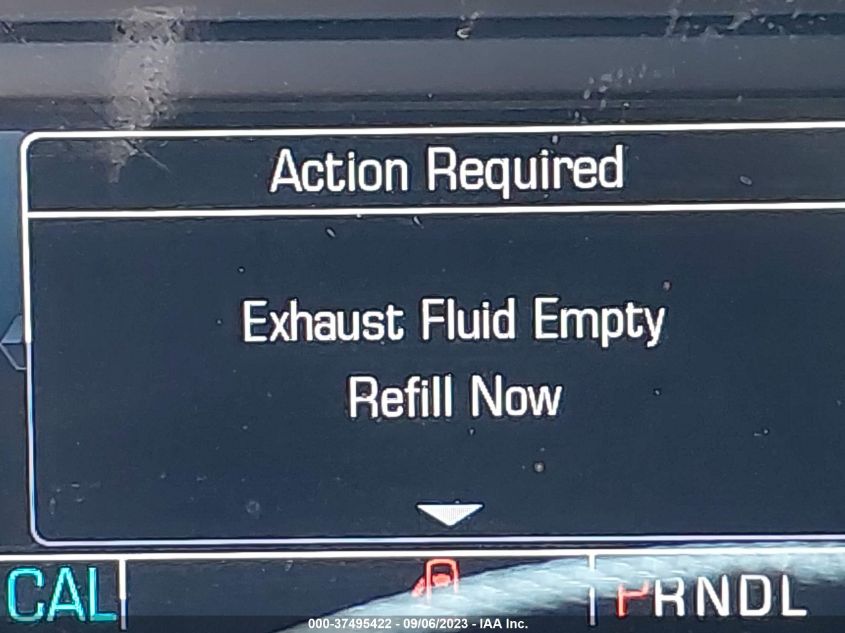 Action Required
Exhaust Fluid Empty
Refill Now
CAL
PRNDL
000-37495422 - 09/06/2023 - IAA Inc.